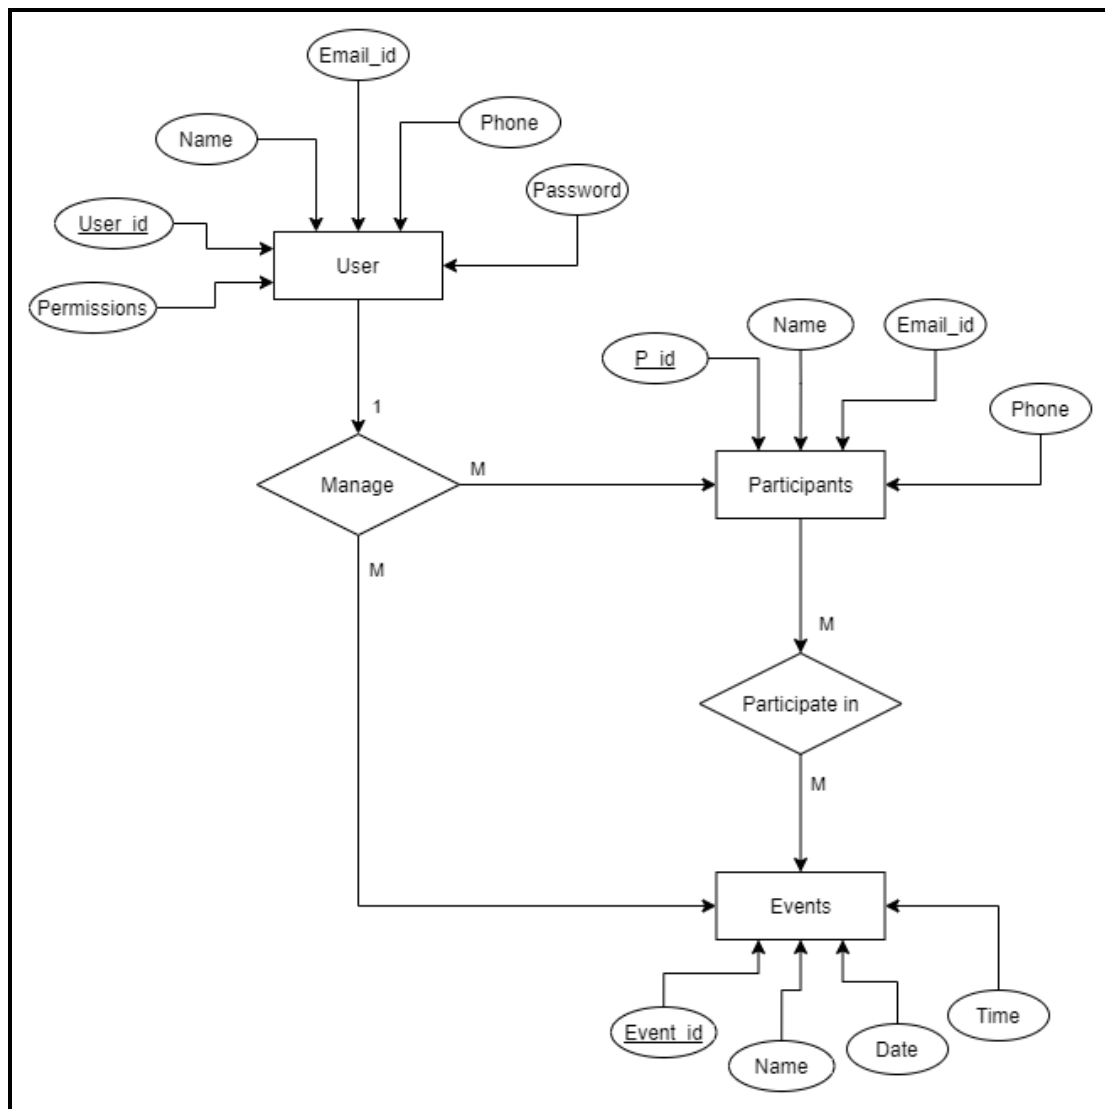 Email_id
Phone
Name
Password
User_id
User
Permissions
Name
Email_id
P_id
1
Phone
M
Manage
Participants
M
M
Participate in
M
Events
Event_id
Name
Date
Time